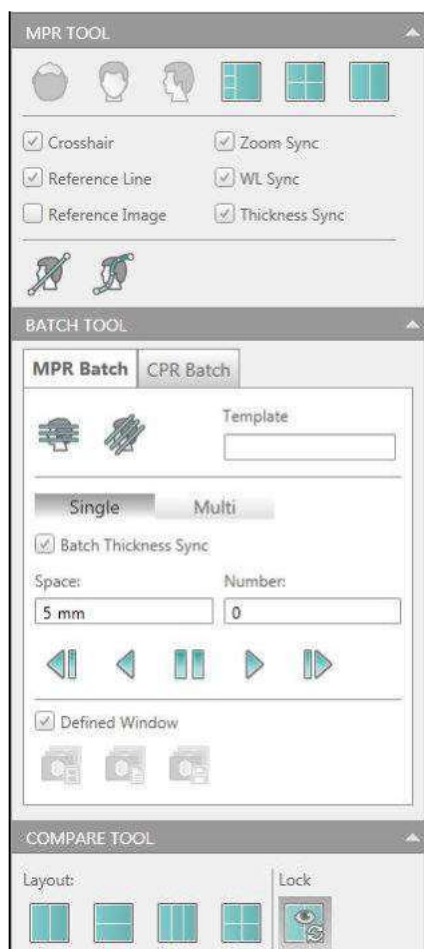 MPR TOOL
Crosshair
Zoom Sync
Reference Line
WL Sync
Reference Image
Thickness Sync
BATCH TOOL
MPR Batch
CPR Batch
Template
Single
Multi
Batch Thickness Sync
Space:
Number:
5 mm
0
Defined Window
COMPARE TOOL
Layout:
Lock